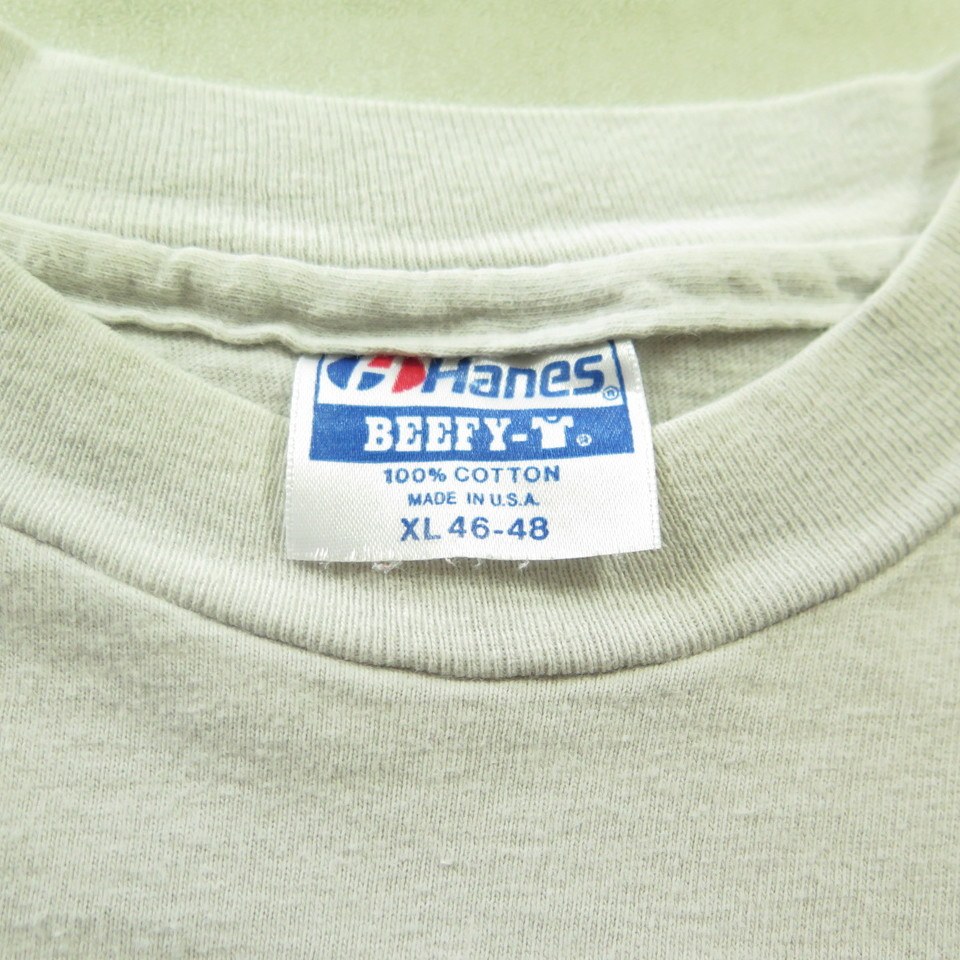 Hanes®
BEEFY-T®
100% COTTON
MADE IN U.S.A.
XL 46-48